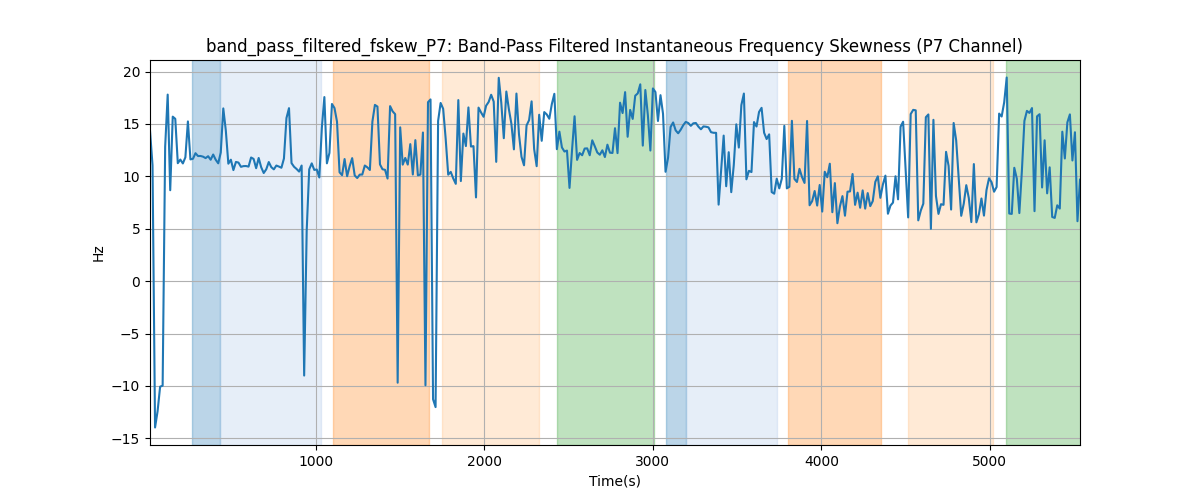 band_pass_filtered_fskew_P7: Band-Pass Filtered Instantaneous Frequency Skewness (P7 Channel)
20
15
10
5
0
−5
−10
−15
Hz
1000 2000 3000 4000 5000
Time(s)